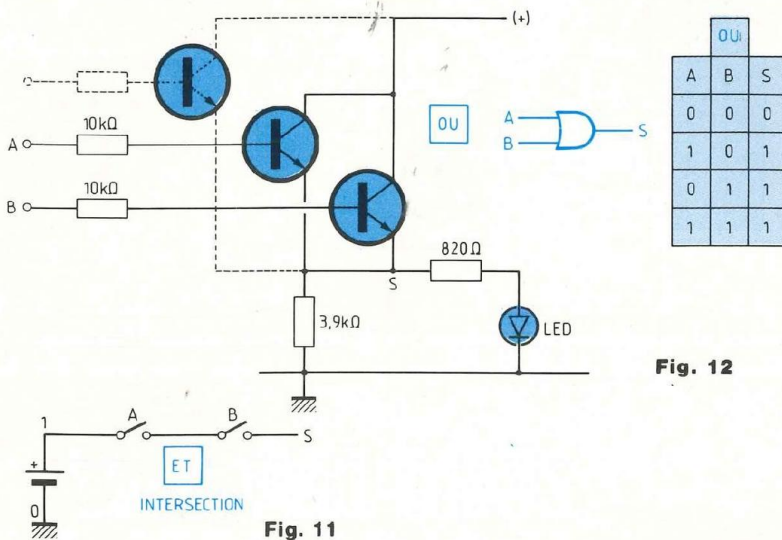 (+)
OU
A B S
0 0 0
1 0 1
0 1 1
1 1 1
10kΩ
A
10kΩ
B
OU
A
B
S
820Ω
S
3,9kΩ
LED
Fig. 12
1
A
B
S
+
ET
0
INTERSECTION
Fig. 11